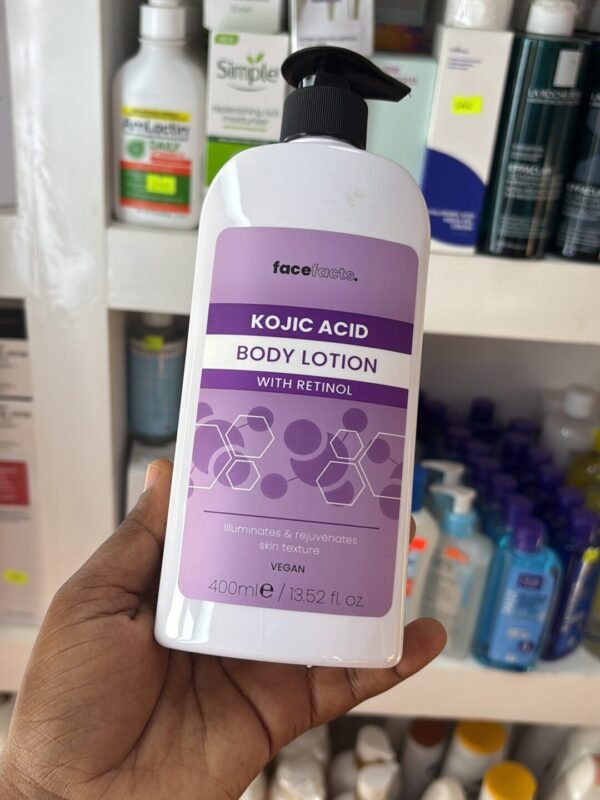 facefacts.
KOJIC ACID
BODY LOTION
WITH RETINOL
Illuminates & rejuvenates
skin texture
VEGAN
400ml e / 13.52 fl. oz.
Simple
AmLactin
DAILY